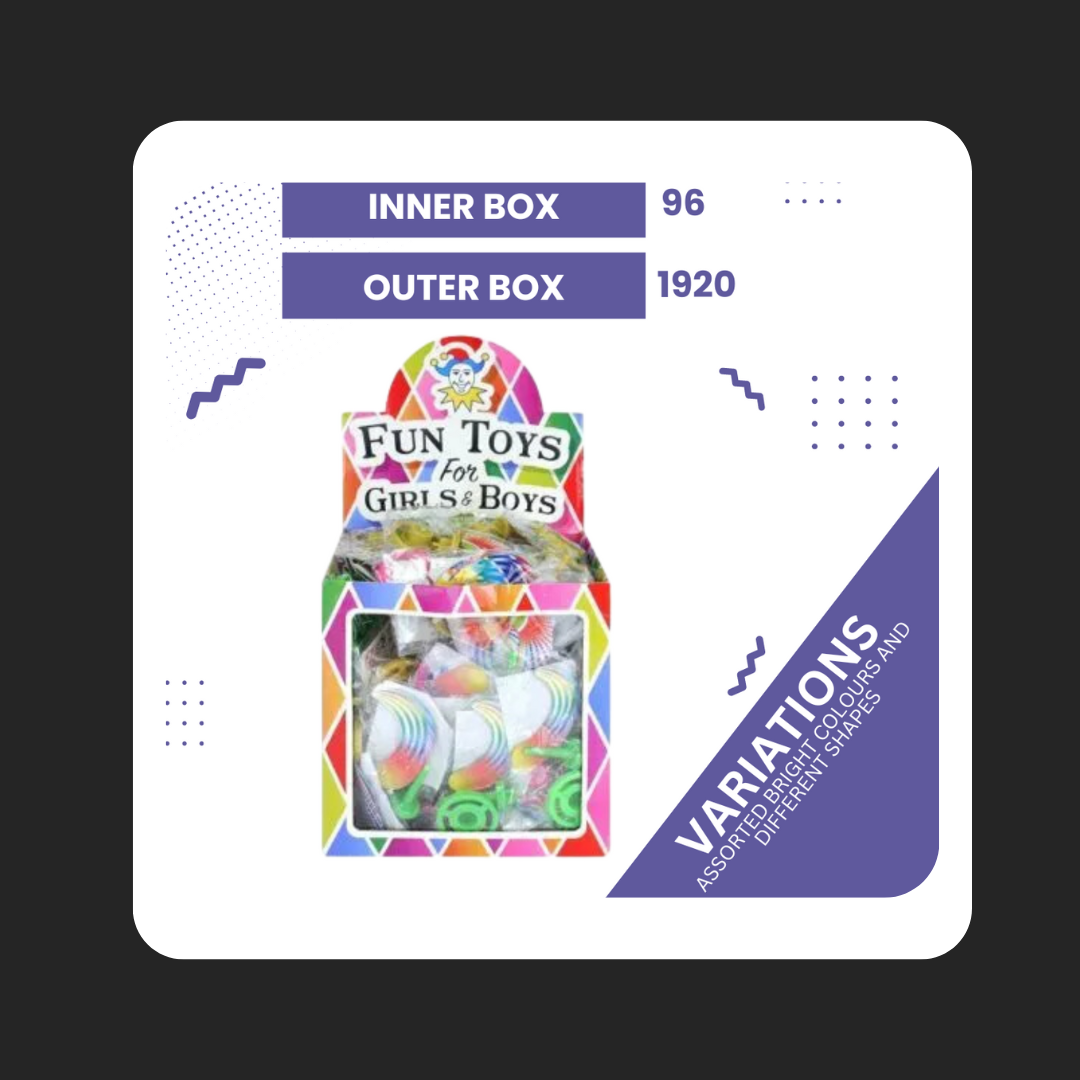 INNER BOX 96
OUTER BOX 1920
FUN TOYS
For
GIRLS & BOYS
VARIATIONS
ASSORTED BRIGHT COLOURS AND
DIFFERENT SHAPES